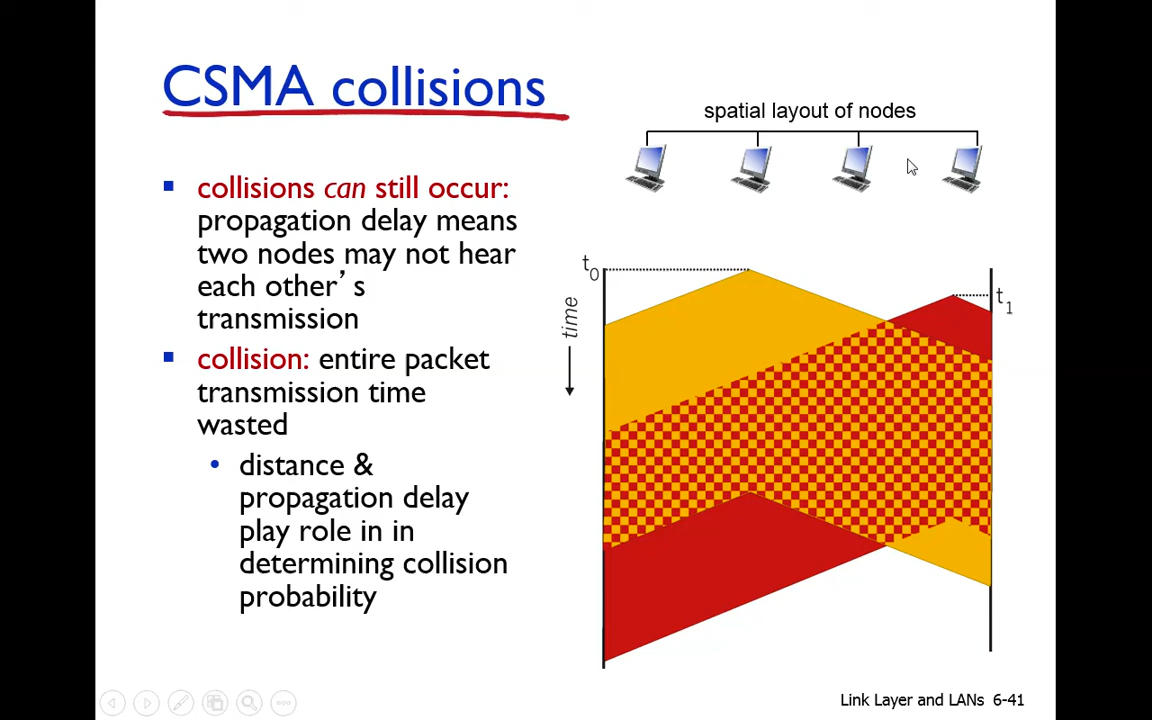 CSMA collisions
spatial layout of nodes
collisions can still occur:
propagation delay means
two nodes may not hear
each other’s
transmission
collision: entire packet
transmission time
wasted
distance &
propagation delay
play role in in
determining collision
probability
t0
time
t1
Link Layer and LANs 6-41